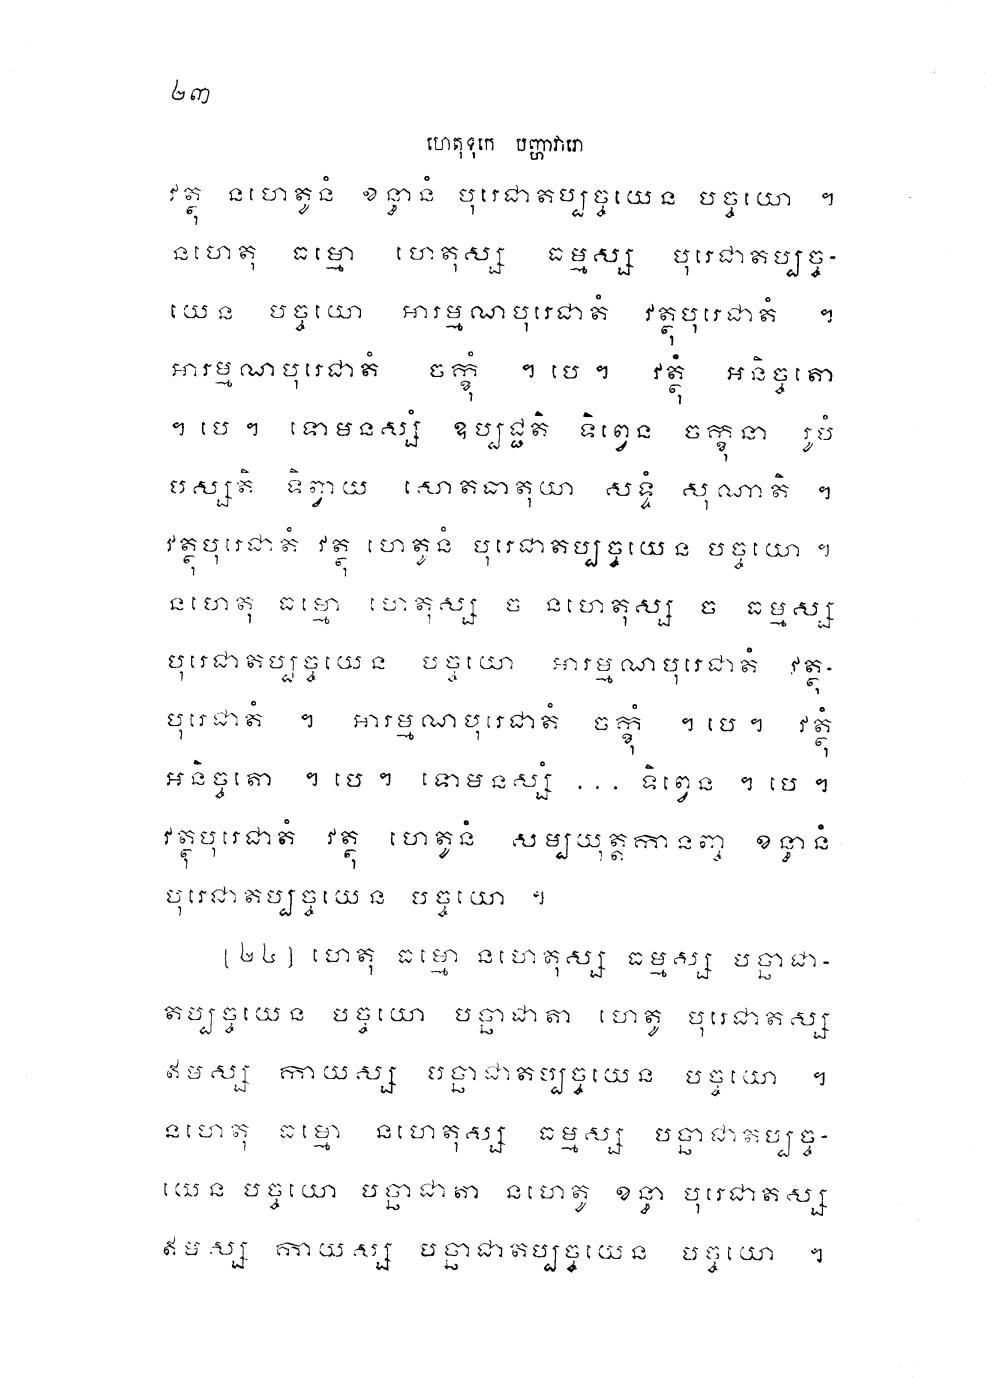 ២៣
ហេតុទុកេ បញ្ហាវារោ
វត្ថុ នហេតូនំ ខន្ធានំ បុរេជាតប្បច្ចយេន បច្ចយោ ។
នហេតុ ធម្មោ ហេតុស្ស ធម្មស្ស បុរេជាតប្បច្ច-
យេន បច្ចយោ អារម្មណបុរេជាតំ វត្ថុបុរេជាតំ ។
អារម្មណបុរេជាតំ ចក្ខុំ ។ បេ ។ វត្ថុំ អនិច្ចតោ
។ បេ ។ ទោមនស្សំ ឧប្បជ្ជតិ ទិព្វេន ចក្ខុនា រូបំ
បស្សតិ ទិព្វាយ សោតធាតុយា សទ្ទំ សុណាតិ ។
វត្ថុបុរេជាតំ វត្ថុ ហេតូនំ បុរេជាតប្បច្ចយេន បច្ចយោ ។
នហេតុ ធម្មោ ហេតុស្ស ច នហេតុស្ស ច ធម្មស្ស
បុរេជាតប្បច្ចយេន បច្ចយោ អារម្មណបុរេជាតំ វត្ថុ-
បុរេជាតំ ។ អារម្មណបុរេជាតំ ចក្ខុំ ។ បេ ។ វត្ថុំ
អនិច្ចតោ ។ បេ ។ ទោមនស្សំ ... ទិព្វេន ។ បេ ។
វត្ថុបុរេជាតំ វត្ថុ ហេតូនំ សម្បយុត្តកានញ្ច ខន្ធានំ
បុរេជាតប្បច្ចយេន បច្ចយោ ។
[២៤] ហេតុ ធម្មោ នហេតុស្ស ធម្មស្ស បច្ឆាជា-
តប្បច្ចយេន បច្ចយោ បច្ឆាជាតា ហេតូ បុរេជាតស្ស
ឥមស្ស កាយស្ស បច្ឆាជាតប្បច្ចយេន បច្ចយោ ។
នហេតុ ធម្មោ នហេតុស្ស ធម្មស្ស បច្ឆាជាតប្បច្ច-
យេន បច្ចយោ បច្ឆាជាតា នហេតូ ខន្ធា បុរេជាតស្ស
ឥមស្ស កាយស្ស បច្ឆាជាតប្បច្ចយេន បច្ចយោ ។